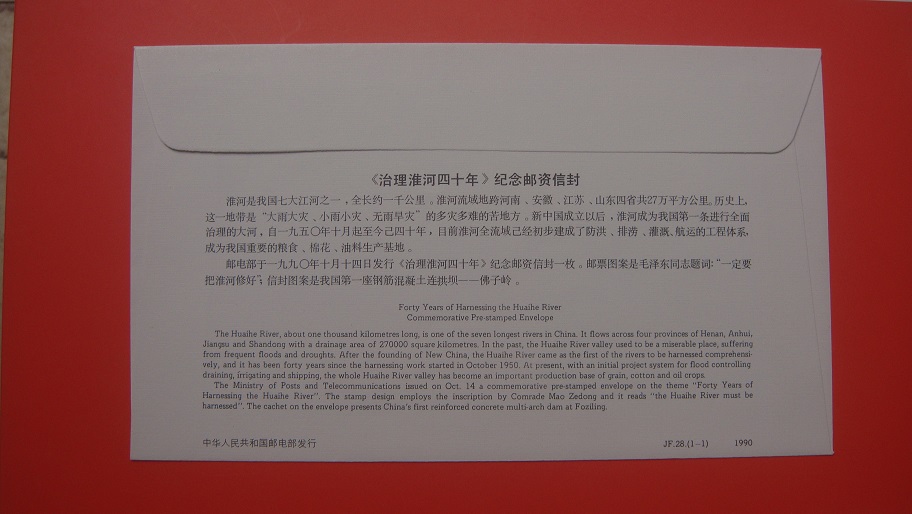 《治理淮河四十年》纪念邮资信封
淮河是我国七大江河之一，全长约一千公里。淮河流域地跨河南、安徽、江苏、山东四省共27万平方公里。历史上，
这一地带是“大雨大灾、小雨小灾、无雨旱灾”的多灾多难的苦地方。新中国成立以后，淮河成为我国第一条进行全面
治理的大河，自一九五〇年十月起至今已四十年，目前淮河全流域已经初步建成了防洪、排涝、灌溉、航运的工程体系，
成为我国重要的粮食、棉花、油料生产基地。
邮电部于一九九〇年十月十四日发行《治理淮河四十年》纪念邮资信封一枚。邮票图案是毛泽东同志题词：“一定要
把淮河修好”；信封图案是我国第一座钢筋混凝土连拱坝——佛子岭。
Forty Years of Harnessing the Huaihe River
Commemorative Pre-stamped Envelope
The Huaihe River, about one thousand kilometres long, is one of the seven longest rivers in China. It flows across four provinces of Henan, Anhui,
Jiangsu and Shandong with a drainage area of 270000 square kilometres. In the past, the Huaihe River valley used to be a miserable place, suffering
from frequent floods and droughts. After the founding of New China, the Huaihe River came as the first of the rivers to be harnessed comprehensi-
vely, and it has been forty years since the harnessing work started in October 1950. At present, with an initial project system for flood controlling
draining, irrigating and shipping, the whole Huaihe River valley has become an important production base of grain, cotton and oil crops.
The Ministry of Posts and Telecommunications issued on Oct. 14 a commemorative pre-stamped envelope on the theme "Forty Years of
Harnessing the Huaihe River". The stamp design employs the inscription by Comrade Mao Zedong and it reads "the Huaihe River must be
harnessed". The cachet on the envelope presents China's first reinforced concrete multi-arch dam at Foziling.
中华人民共和国邮电部发行 JF.28.(1-1) 1990